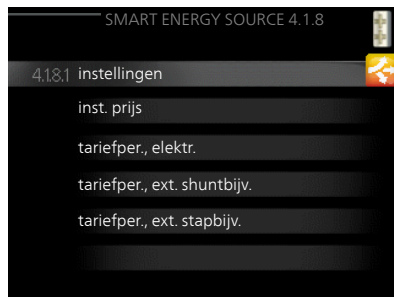 SMART ENERGY SOURCE 4.1.8
4.1.8.1 instellingen
inst. prijs
tariefper., elektr.
tariefper., ext. shuntbijv.
tariefper., ext. stapbijv.